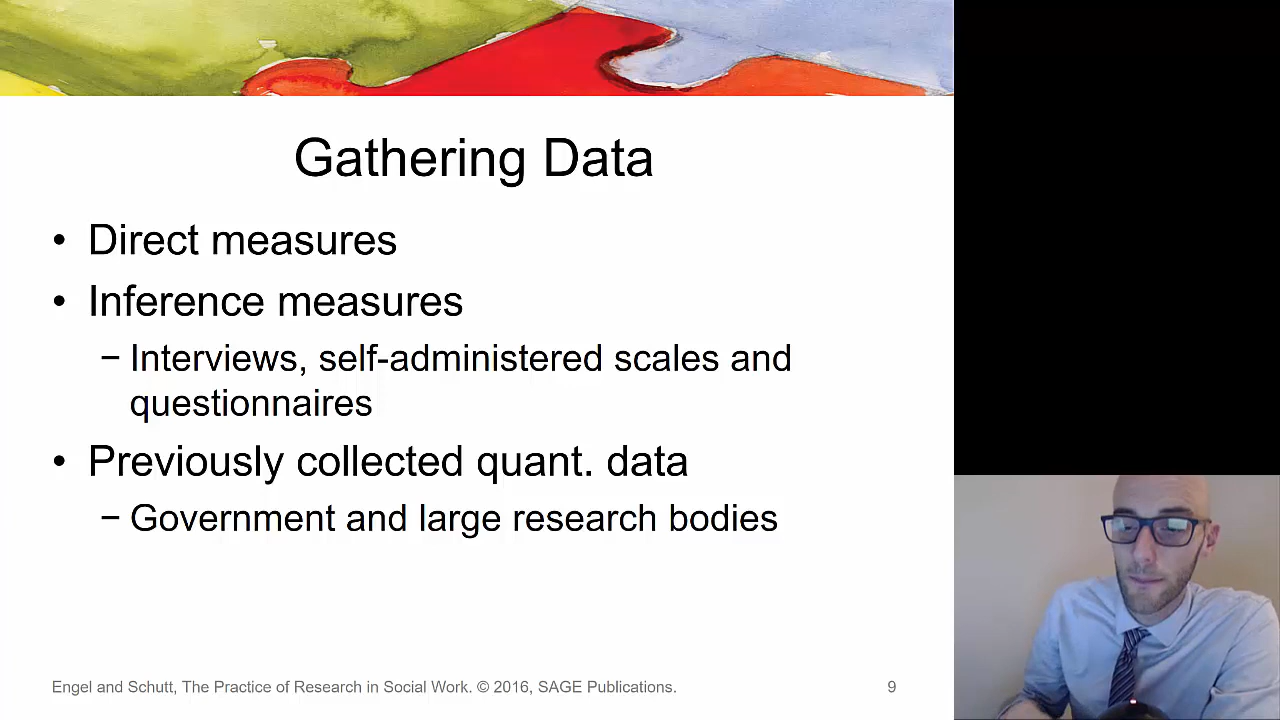 Gathering Data
• Direct measures
• Inference measures
− Interviews, self-administered scales and
questionnaires
• Previously collected quant. data
− Government and large research bodies
Engel and Schutt, The Practice of Research in Social Work. © 2016, SAGE Publications.
9